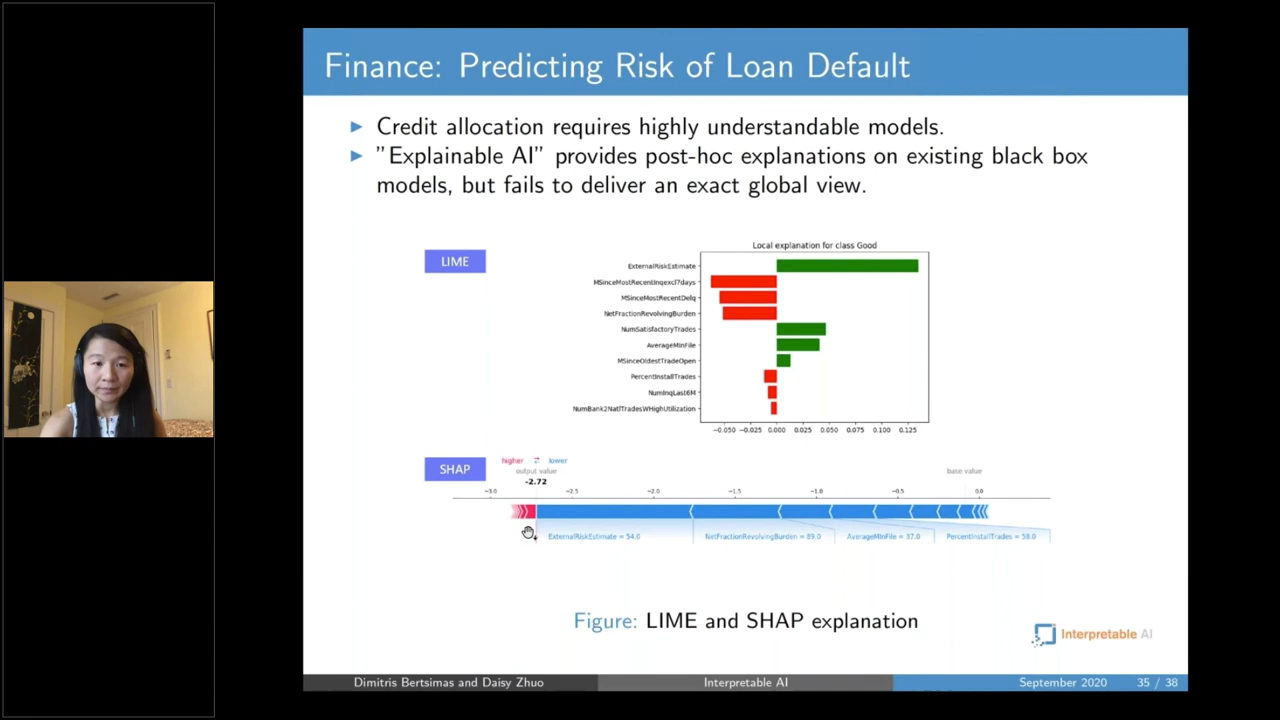 Finance: Predicting Risk of Loan Default
Credit allocation requires highly understandable models.
"Explainable AI" provides post-hoc explanations on existing black box
models, but fails to deliver an exact global view.
LIME
Local explanation for class Good
ExternalRiskEstimate
MSinceMostRecentInqexcl7days
MSinceMostRecentDelq
NetFractionRevolvingBurden
NumSatisfactoryTrades
AverageMInFile
MSinceOldestTradeOpen
PercentInstallTrades
NumInqLast6M
NumBank2NatlTradesWHighUtilization
−0.050 −0.025 0.000 0.025 0.050 0.075 0.100 0.125
SHAP
higher ⇄ lower
output value base value
-2.72
-3.0 -2.5 -2.0 -1.5 -1.0 -0.5 0.0
ExternalRiskEstimate = 54.0 NetFractionRevolvingBurden = 89.0 AverageMInFile = 37.0 PercentInstallTrades = 58.0
Figure: LIME and SHAP explanation
Interpretable AI
Dimitris Bertsimas and Daisy Zhuo Interpretable AI September 2020 35 / 38